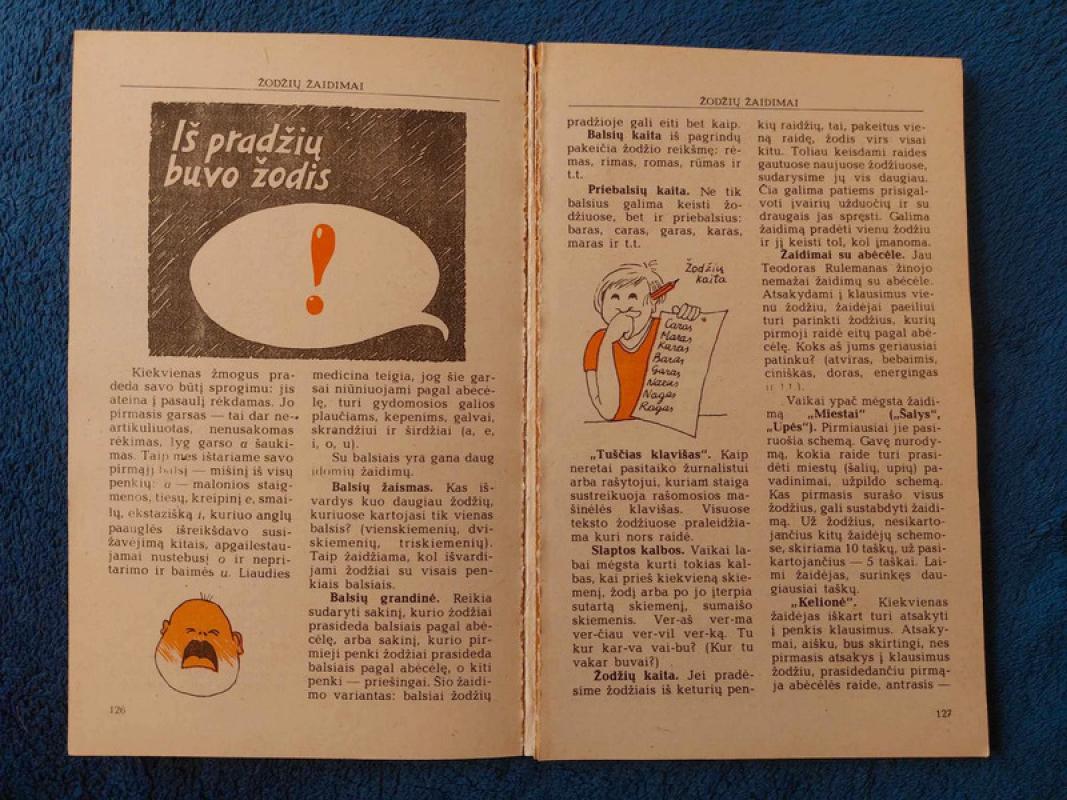 ŽODŽIŲ ŽAIDIMAI
Iš pradžių
buvo žodis
!
Kiekvienas žmogus pra-
deda savo būtį sprogimu: jis
ateina į pasaulį rėkdamas. Jo
pirmasis garsas — tai dar ne-
artikuliuotas, nenusakomas
rėkimas, lyg garso a šauki-
mas. Taip mes ištariame savo
pirmąjį balsį — mišinį iš visų
penkių: a — malonios staig-
menos, tiesų, kreipinį e, smai-
lų, ekstazišką i, kuriuo anglų
paauglės išreikšdavo susi-
žavėjimą kitais, apgailestau-
jamai nustebusį o ir nepri-
tarimo ir baimės u. Liaudies
126
medicina teigia, jog šie gar-
sai niūniuojami pagal abėcė-
lę, turi gydomosios galios
plaučiams, kepenims, galvai,
skrandžiui ir širdžiai (a, e,
i, o, u).
Su balsiais yra gana daug
įdomių žaidimų.
Balsių žaismas. Kas iš-
vardys kuo daugiau žodžių,
kuriuose kartojasi tik vienas
balsis? (vienskiemenių, dvi-
skiemenių, triskiemenių).
Taip žaidžiama, kol išvardi-
jami žodžiai su visais pen-
kiais balsiais.
Balsių grandinė. Reikia
sudaryti sakinį, kurio žodžiai
prasideda balsiais pagal abė-
cėlę, arba sakinį, kurio pir-
mieji penki žodžiai prasideda
balsiais pagal abėcėlę, o kiti
penki — priešingai. Šio žaidi-
mo variantas: balsiai žodžių
ŽODŽIŲ ŽAIDIMAI
pradžioje gali eiti bet kaip.
Balsių kaita iš pagrindų
pakeičia žodžio reikšmę: rė-
mas, rimas, romas, rūmas ir
t.t.
Priebalsių kaita. Ne tik
balsius galima keisti žo-
džiuose, bet ir priebalsius:
baras, caras, garas, karas,
maras ir t.t.
Žodžių
kaita
Caras
Maras
Karas
Baras
Garas
Naras
Nagas
Ragas
„Tuščias klavišas". Kaip
neretai pasitaiko žurnalistui
arba rašytojui, kuriam staiga
sustreikuoja rašomosios ma-
šinėlės klavišas. Visuose
teksto žodžiuose praleidžia-
ma kuri nors raidė.
Slaptos kalbos. Vaikai la-
bai mėgsta kurti tokias kal-
bas, kai prieš kiekvieną skie-
menį, žodį arba po jo įterpia
sutartą skiemenį, sumaišo
skiemenis. Ver-aš ver-ma
ver-čiau ver-vil ver-ką. Tu
kur kar-va vai-bu? (Kur tu
vakar buvai?)
Žodžių kaita. Jei pradė-
sime žodžiais iš keturių pen-
kių raidžių, tai, pakeitus vie-
ną raidę, žodis virs visai
kitu. Toliau keisdami raides
gautuose naujuose žodžiuose,
sudarysime jų vis daugiau.
Čia galima patiems prisigal-
voti įvairių užduočių ir su
draugais jas spręsti. Galima
žaidimą pradėti vienu žodžiu
ir jį keisti tol, kol įmanoma.
Žaidimai su abėcėle. Jau
Teodoras Rulemanas žinojo
nemažai žaidimų su abėcėle.
Atsakydami į klausimus vie-
nu žodžiu, žaidėjai paeiliui
turi parinkti žodžius, kurių
pirmoji raidė eitų pagal abė-
cėlę. Koks aš jums geriausiai
patinku? (atviras, bebaimis,
ciniškas, doras, energingas
ir t.t.).
Vaikai ypač mėgsta žaidi-
mą „Miestai" („Šalys",
„Upės"). Pirmiausiai jie pasi-
ruošia schemą. Gavę nurody-
mą, kokia raide turi prasi-
dėti miestų (šalių, upių) pa-
vadinimai, užpildo schemą.
Kas pirmasis surašo visus
žodžius, gali sustabdyti žaidi-
mą. Už žodžius, nesikarto-
jančius kitų žaidėjų schemo-
se, skiriama 10 taškų, už pasi-
kartojančius — 5 taškai. Lai-
mi žaidėjas, surinkęs dau-
giausiai taškų.
„Kelionė". Kiekvienas
žaidėjas iškart turi atsakyti
į penkis klausimus. Atsaky-
mai, aišku, bus skirtingi, nes
pirmasis atsakys į klausimus
žodžiu, prasidedančiu pirmą-
ja abėcėlės raide, antrasis —
127